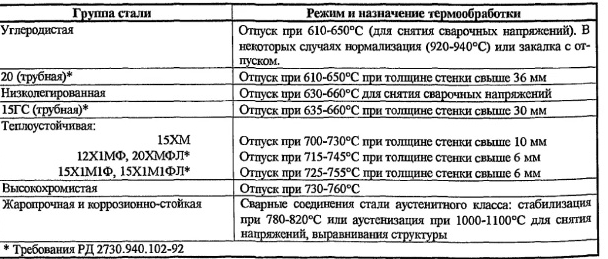 Группа стали Режим и назначение термообработки
Углеродистая Отпуск при 610-650°С (для снятия сварочных напряжений). В
некоторых случаях нормализация (920-940°С) или закалка с от-
пуском.
20 (трубная)* Отпуск при 610-650°С при толщине стенки свыше 36 мм
Низколегированная Отпуск при 630-660°С для снятия сварочных напряжений
15ГС (трубная)* Отпуск при 635-660°С при толщине стенки свыше 30 мм
Теплоустойчивая:
15ХМ Отпуск при 700-730°С при толщине стенки свыше 10 мм
12Х1МФ, 20ХМФЛ* Отпуск при 715-745°С при толщине стенки свыше 6 мм
15Х1М1Ф, 15Х1М1ФЛ* Отпуск при 725-755°С при толщине стенки свыше 6 мм
Высокохромистая Отпуск при 730-760°С
Жаропрочная и коррозионно-стойкая Сварные соединения стали аустенитного класса: стабилизация
при 780-820°С или аустенизация при 1000-1100°С для снятия
напряжений, выравнивания структуры
* Требования РД 2730.940.102-92